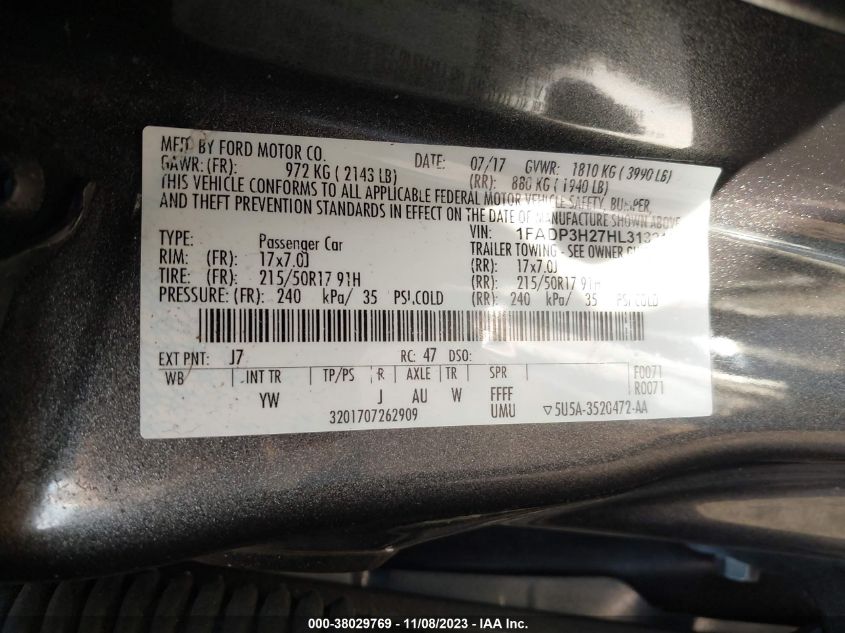 MFD. BY FORD MOTOR CO.
DATE: 07/17 GVWR: 1810 KG ( 3990 LB)
GAWR: (FR): 972 KG ( 2143 LB) (RR): 880 KG ( 1940 LB)
THIS VEHICLE CONFORMS TO ALL APPLICABLE FEDERAL MOTOR VEHICLE SAFETY, BUMPER
AND THEFT PREVENTION STANDARDS IN EFFECT ON THE DATE OF MANUFACTURE SHOWN ABOVE
VIN:
TYPE: Passenger Car TRAILER TOWING - SEE OWNER
RIM: (FR): 17x7.0J (RR): 17x7.0J
TIRE: (FR): 215/50R17 91H (RR): 215/50R17 91H
PRESSURE: (FR): 240 kPa/ 35 PSI.COLD (RR): 240 kPa/ 35 PSI.COLD
EXT PNT: J7 RC: 47 DSO: F0071
WB INT TR TP/PS R AXLE TR SPR R0071
YW J AU W FFFF
3201707262909 UMU ▽5U5A-3520472-AA
000-38029769 - 11/08/2023 - IAA Inc.